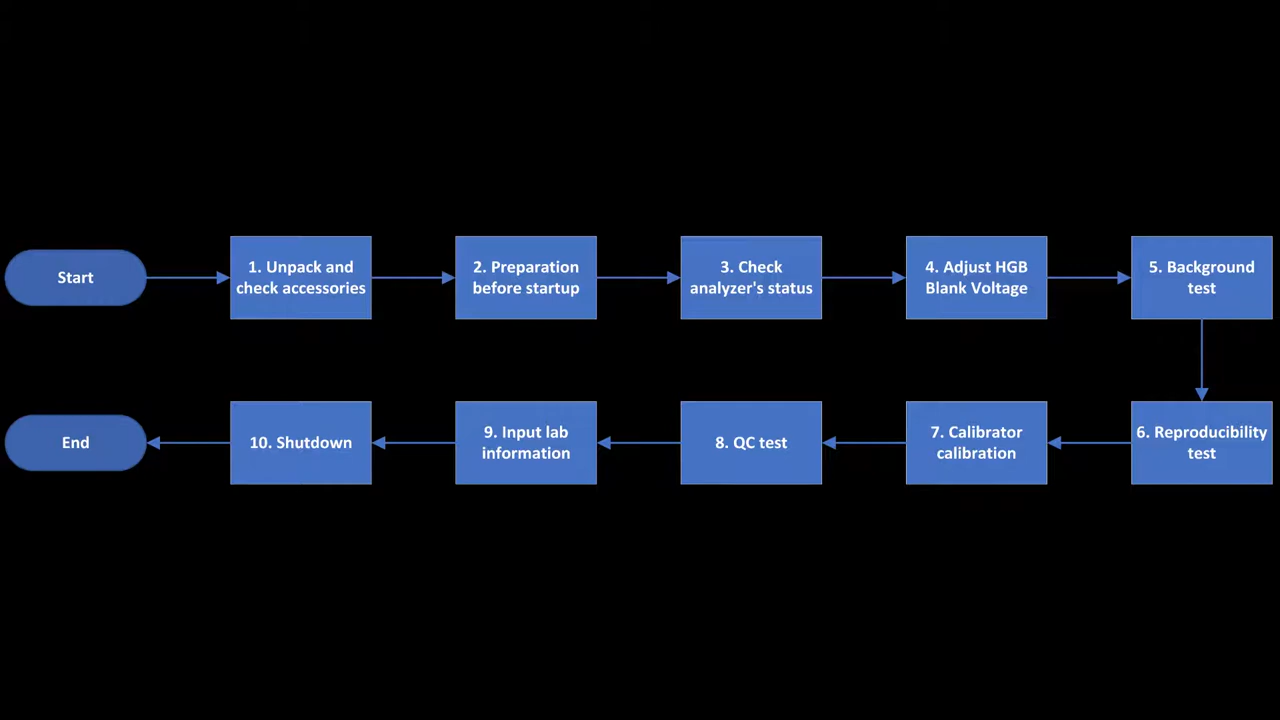 Start
1. Unpack and
check accessories
2. Preparation
before startup
3. Check
analyzer's status
4. Adjust HGB
Blank Voltage
5. Background
test
6. Reproducibility
test
7. Calibrator
calibration
8. QC test
9. Input lab
information
10. Shutdown
End